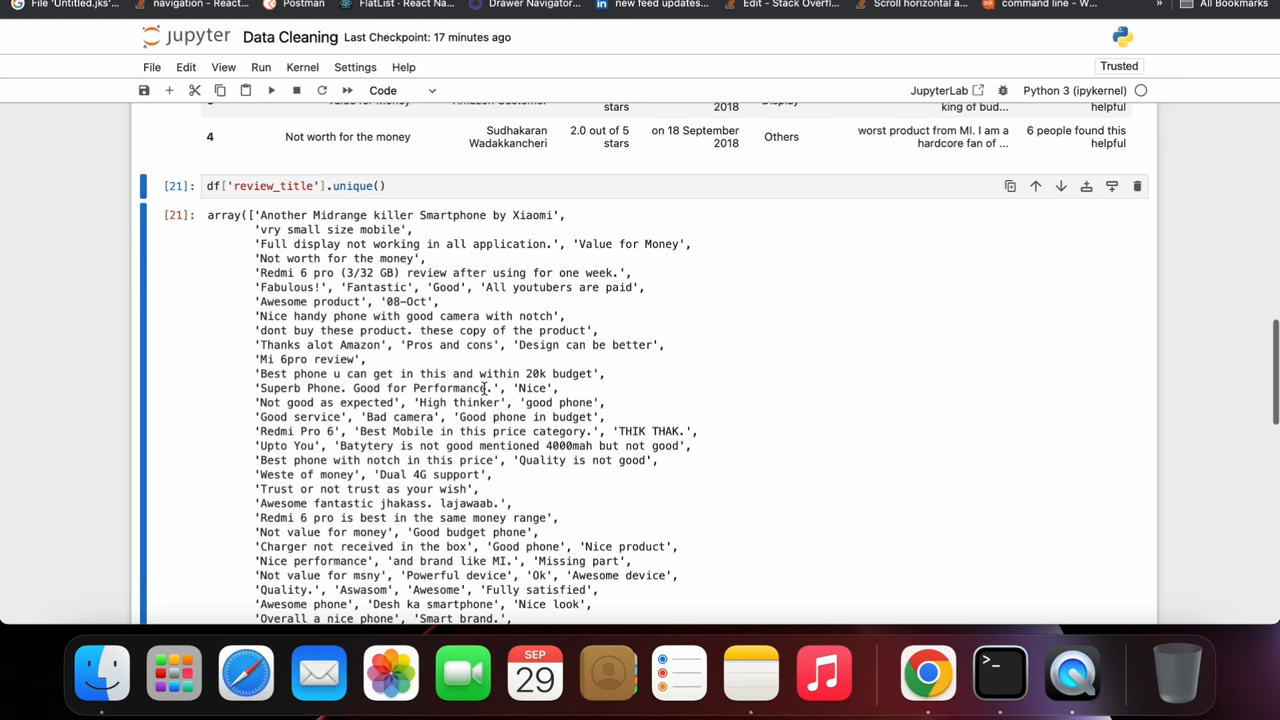 File 'Untitled.jks'... navigation - React... Postman FlatList · React Na... Drawer Navigator... new feed updates... Edit - Stack Overfl... Scroll horizontal a... command line - W... » All Bookmarks
jupyter Data Cleaning Last Checkpoint: 17 minutes ago
File Edit View Run Kernel Settings Help Trusted
Code JupyterLab Python 3 (ipykernel)
stars 2018 king of bud... helpful
4 Not worth for the money Sudhakaran Wadakkancheri 2.0 out of 5 stars on 18 September 2018 Others worst product from MI. I am a hardcore fan of ... 6 people found this helpful
[21]: df['review_title'].unique()
[21]: array(['Another Midrange killer Smartphone by Xiaomi',
'vry small size mobile',
'Full display not working in all application.', 'Value for Money',
'Not worth for the money',
'Redmi 6 pro (3/32 GB) review after using for one week.',
'Fabulous!', 'Fantastic', 'Good', 'All youtubers are paid',
'Awesome product', '08-Oct',
'Nice handy phone with good camera with notch',
'dont buy these product. these copy of the product',
'Thanks alot Amazon', 'Pros and cons', 'Design can be better',
'Mi 6pro review',
'Best phone u can get in this and within 20k budget',
'Superb Phone. Good for Performance.', 'Nice',
'Not good as expected', 'High thinker', 'good phone',
'Good service', 'Bad camera', 'Good phone in budget',
'Redmi Pro 6', 'Best Mobile in this price category.', 'THIK THAK.',
'Upto You', 'Batytery is not good mentioned 4000mah but not good',
'Best phone with notch in this price', 'Quality is not good',
'Weste of money', 'Dual 4G support',
'Trust or not trust as your wish',
'Awesome fantastic jhakass. lajawaab.',
'Redmi 6 pro is best in the same money range',
'Not value for money', 'Good budget phone',
'Charger not received in the box', 'Good phone', 'Nice product',
'Nice performance', 'and brand like MI.', 'Missing part',
'Not value for msny', 'Powerful device', 'Ok', 'Awesome device',
'Quality.', 'Aswasom', 'Awesome', 'Fully satisfied',
'Awesome phone', 'Desh ka smartphone', 'Nice look',
'Overall a nice phone', 'Smart brand.',
SEP
29
>_